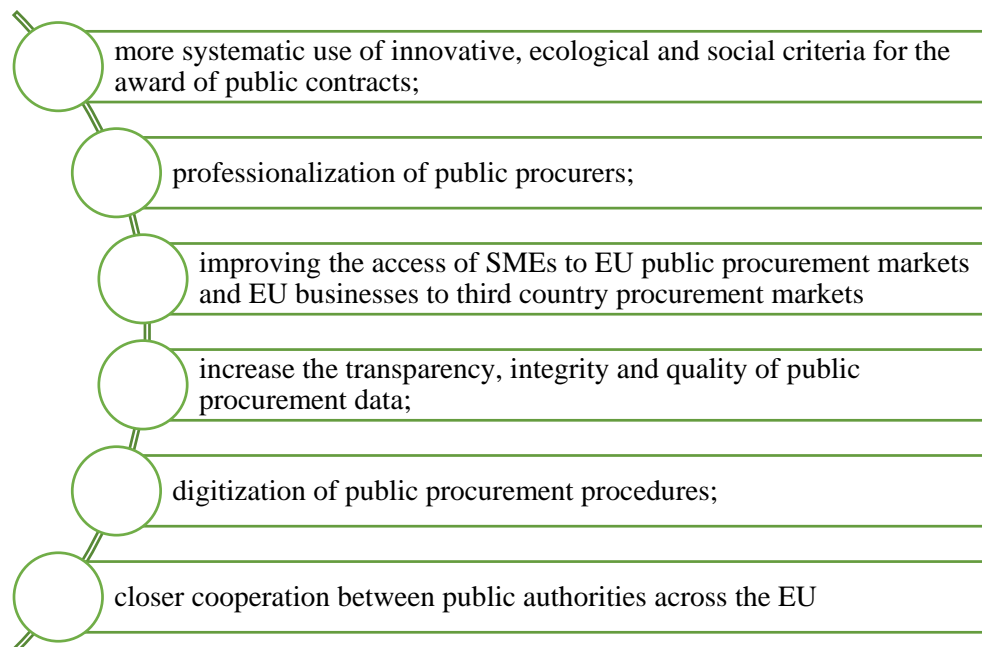 more systematic use of innovative, ecological and social criteria for the
award of public contracts;
professionalization of public procurers;
improving the access of SMEs to EU public procurement markets
and EU businesses to third country procurement markets
increase the transparency, integrity and quality of public
procurement data;
digitization of public procurement procedures;
closer cooperation between public authorities across the EU